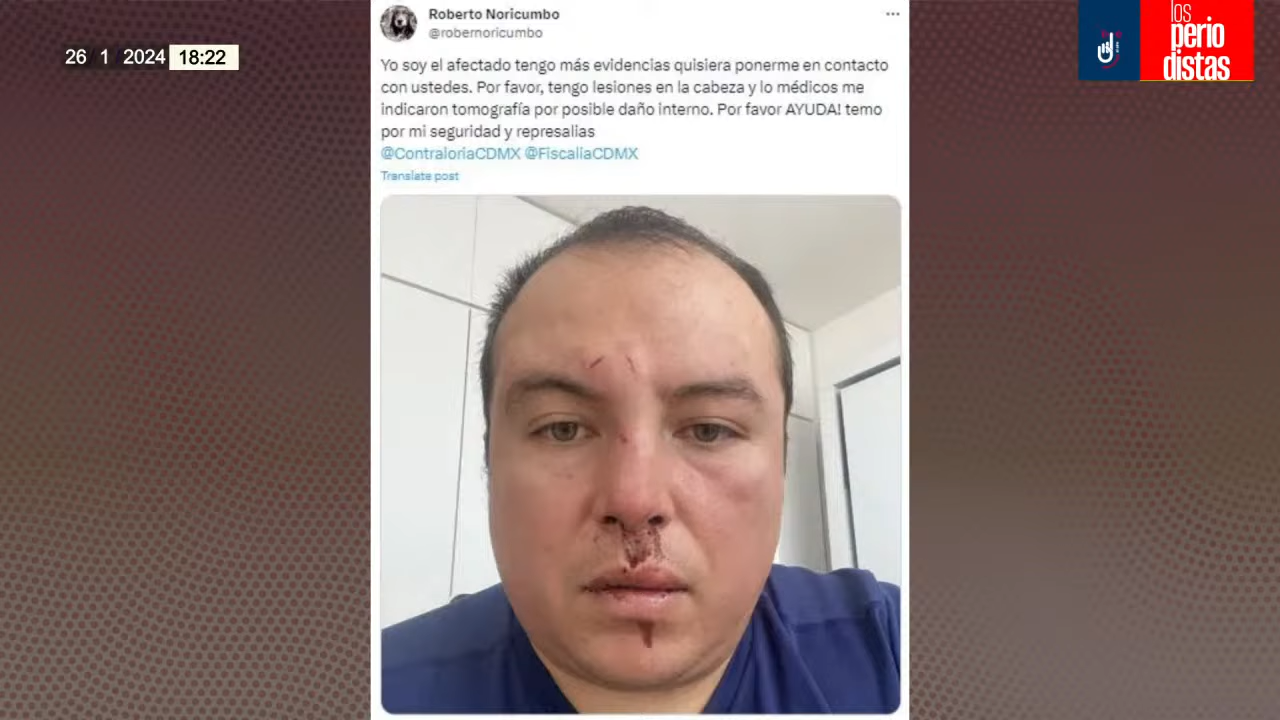 26 1 2024 18:22
Roberto Noricumbo
@robernoricumbo
Yo soy el afectado tengo más evidencias quisiera ponerme en contacto
con ustedes. Por favor, tengo lesiones en la cabeza y lo médicos me
indicaron tomografía por posible daño interno. Por favor AYUDA! temo
por mi seguridad y represalias
@ContraloriaCDMX @FiscaliaCDMX
Translate post
los
perio
distas